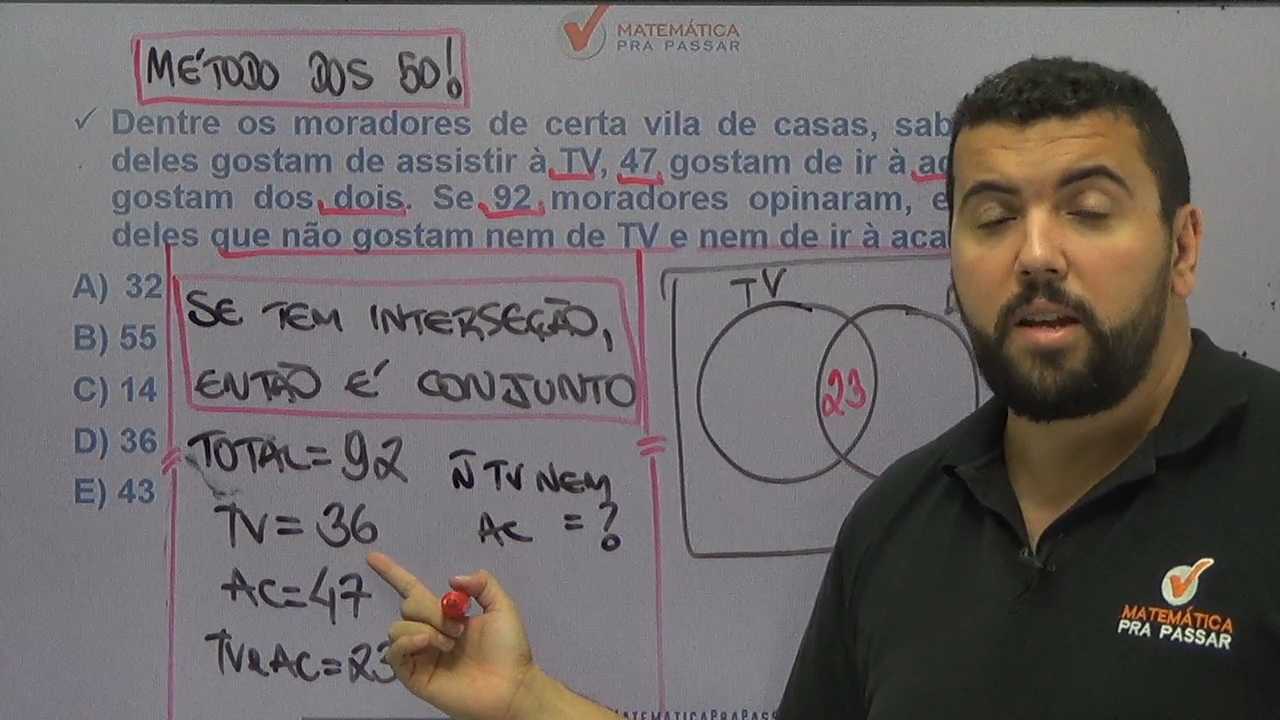 MATEMÁTICA
PRA PASSAR
MÉTODO DOS 50!
Dentre os moradores de certa vila de casas,
deles gostam de assistir à TV, 47 gostam de ir à
gostam dos dois. Se 92 moradores opinaram,
deles que não gostam nem de TV e nem de ir à
A) 32
B) 55
C) 14
D) 36
E) 43
SE TEM INTERSEÇÃO,
ENTÃO É CONJUNTO
TOTAL = 92
TV = 36
AC = 47
TV e AC = 23
Ñ TV NEM
AC = ?
TV
23
MATEMÁTICA
PRA PASSAR